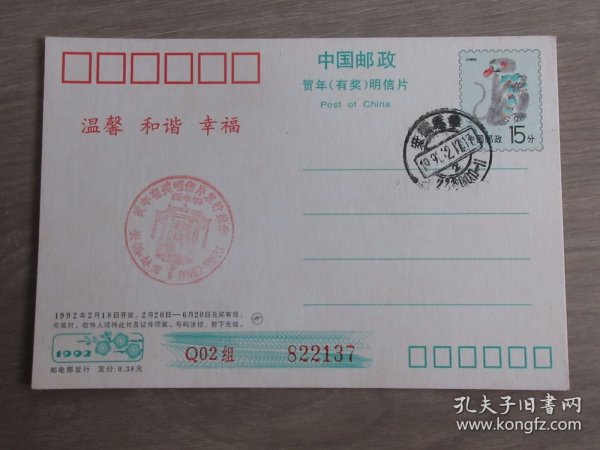 中国邮政
贺年(有奖)明信片
Post of China
CHINA
中国邮政 15分
温馨 和谐 幸福
1992年2月18日开奖，2月20日—6月20日兑奖有效。
兑奖时，收件人须持此片及证件领奖，号码涂损、撕下无效。
1992
邮电部发行 定价：0.38元
Q02组 822137
孔夫子旧书网
www.kongfz.com